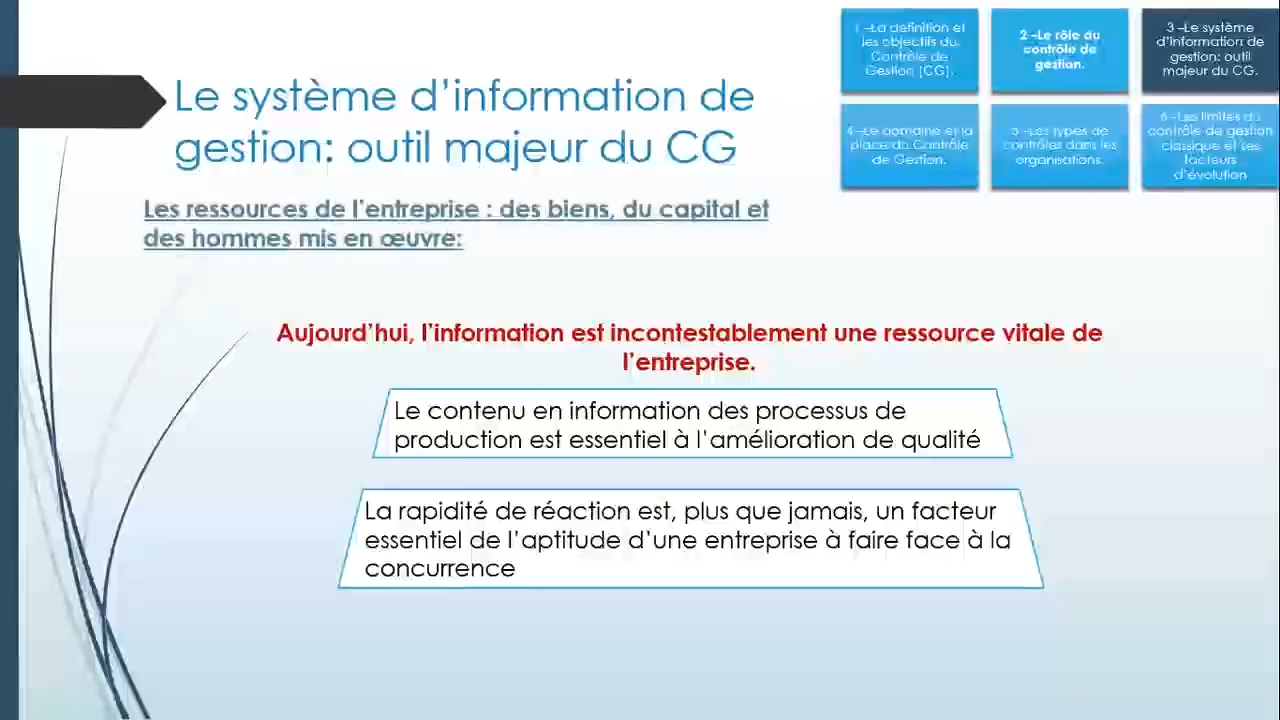 1 –La définition et
les objectifs du
Contrôle de
Gestion (CG).
2 –Le rôle du
contrôle de
gestion.
3 –Le système
d'information de
gestion: outil
majeur du CG.
4 –Le domaine et la
place du Contrôle
de Gestion.
5 –Les types de
contrôles dans les
organisations.
6 –Les limites du
contrôle de gestion
classique et ses
facteurs
d'évolution
Le système d'information de
gestion: outil majeur du CG
Les ressources de l'entreprise : des biens, du capital et
des hommes mis en œuvre:
Aujourd'hui, l'information est incontestablement une ressource vitale de
l'entreprise.
Le contenu en information des processus de
production est essentiel à l'amélioration de qualité
La rapidité de réaction est, plus que jamais, un facteur
essentiel de l'aptitude d'une entreprise à faire face à la
concurrence